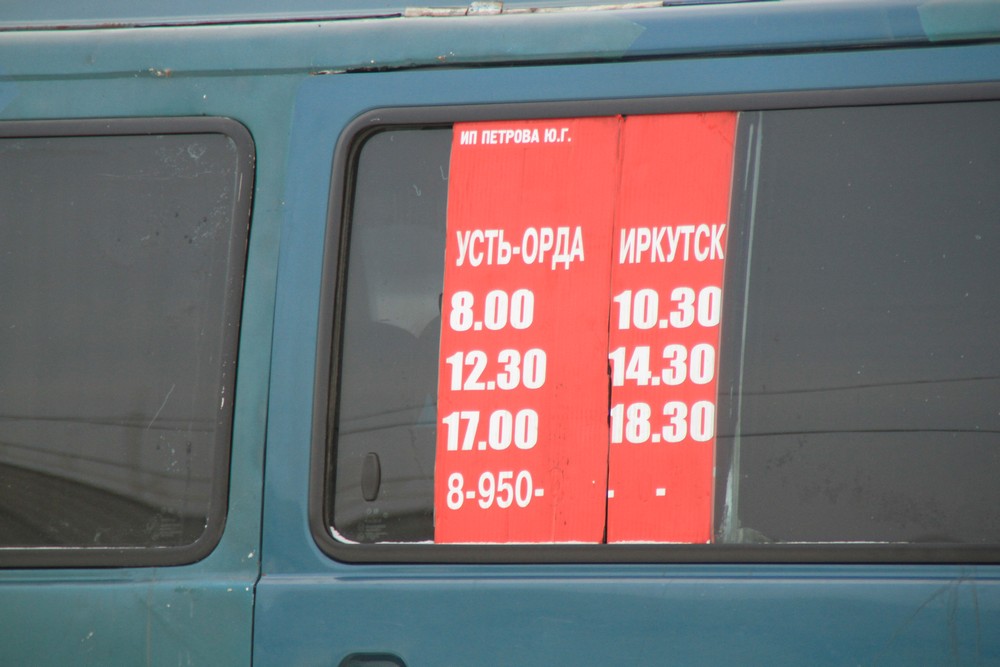 ИП ПЕТРОВА Ю.Г.
УСТЬ-ОРДА ИРКУТСК
8.00 10.30
12.30 14.30
17.00 18.30
8-950- - -